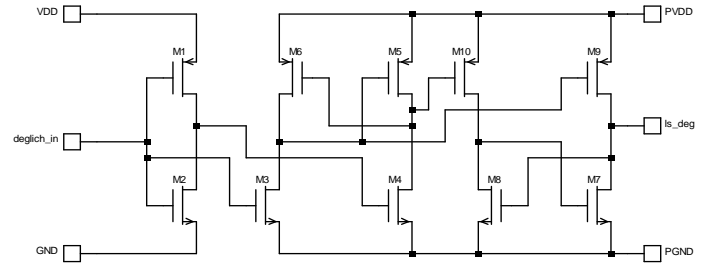 VDD
PVDD
M1
M6
M5
M10
M9
deglich_in
ls_deg
M2
M3
M4
M8
M7
GND
PGND